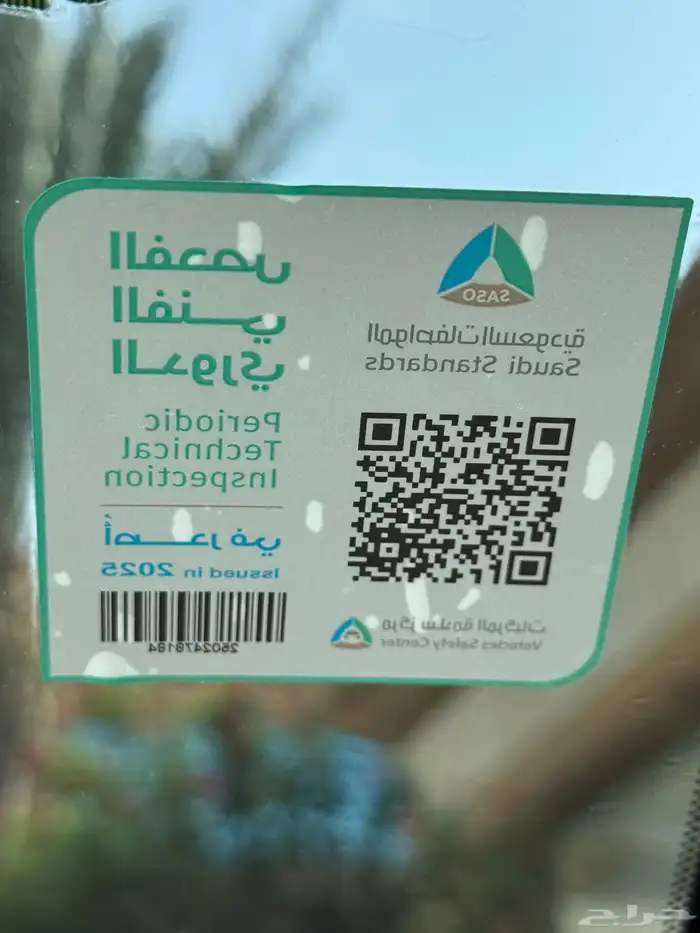 SASO
المواصفات السعودية
Saudi Standards
الفحص
الفني
الدوري
Periodic
Technical
Inspection
أصدر في
Issued in 2025
2502478184
مركز سلامة المركبات
Vehicles Safety Center
حراج